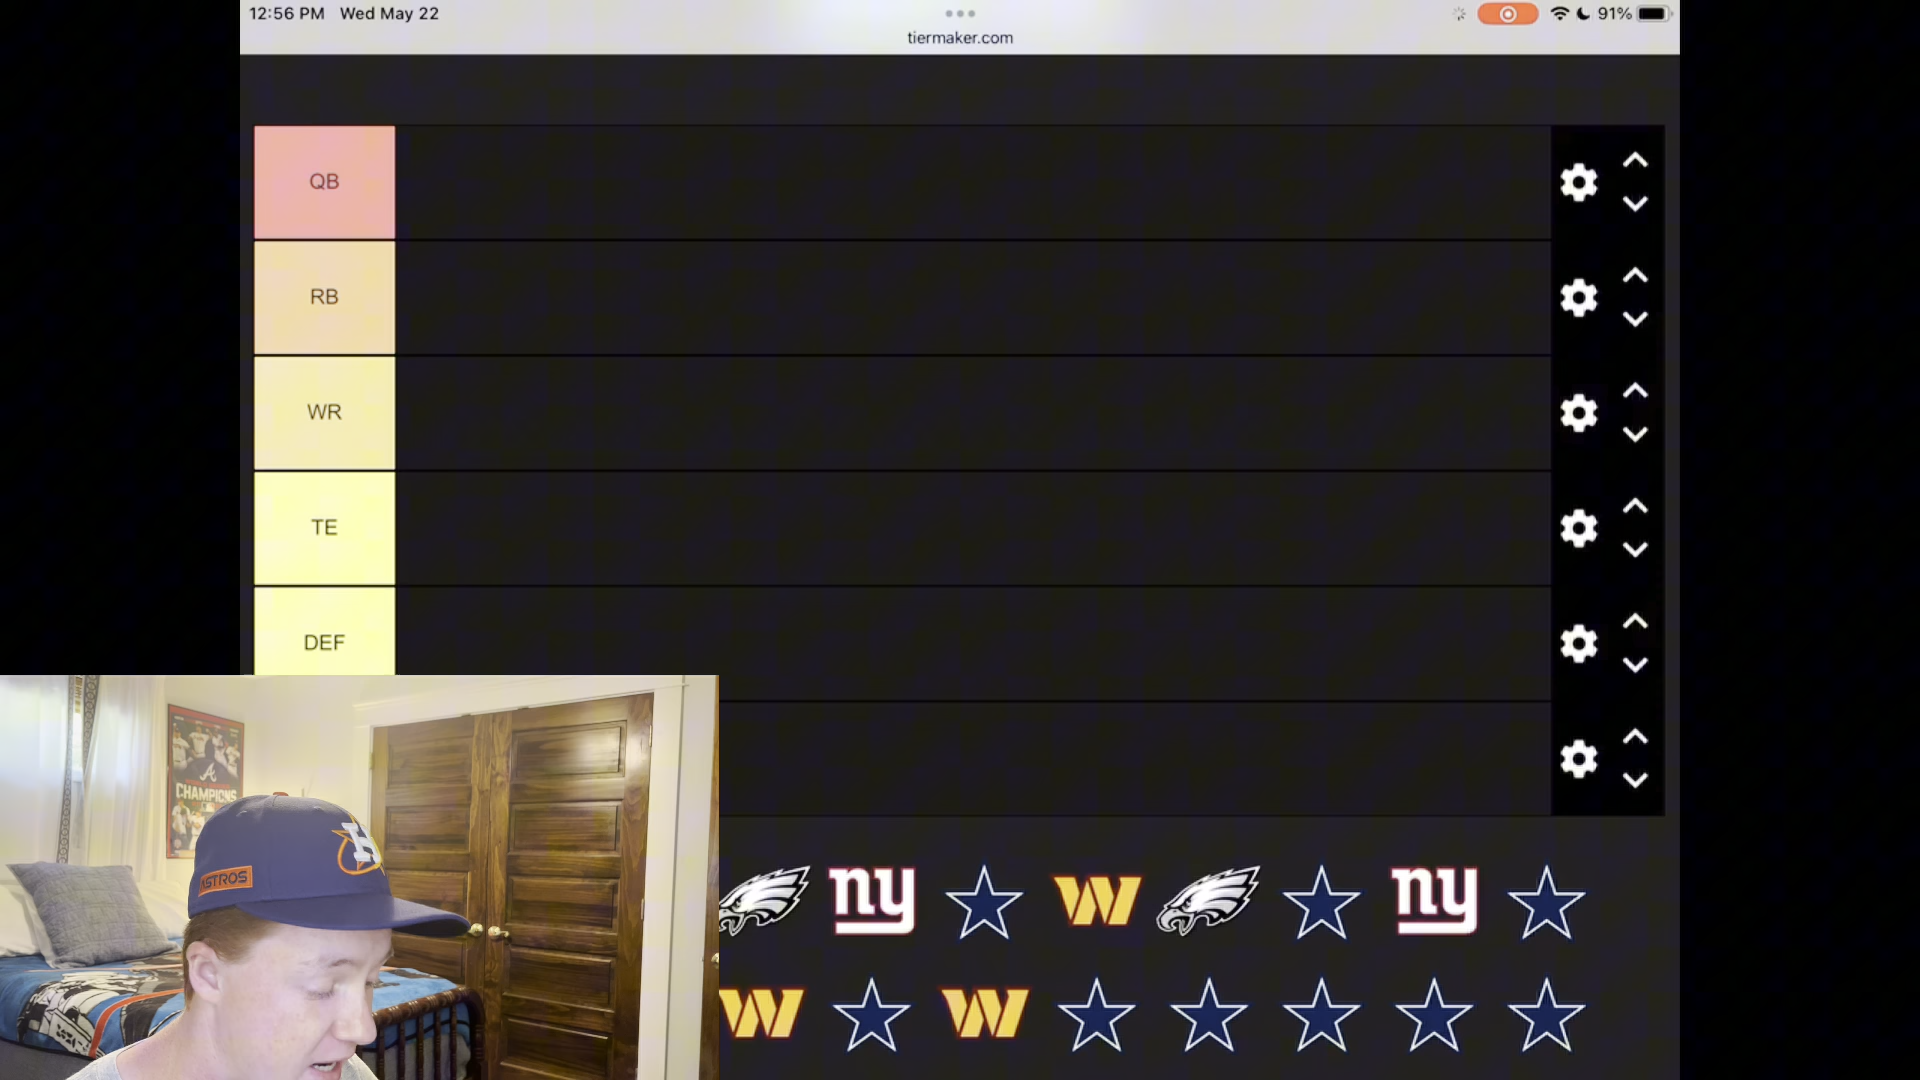 12:56 PM Wed May 22
91%
tiermaker.com
QB
RB
WR
TE
DEF
A
CHAMPIONS
H
ASTROS
ny
W
ny
W
W